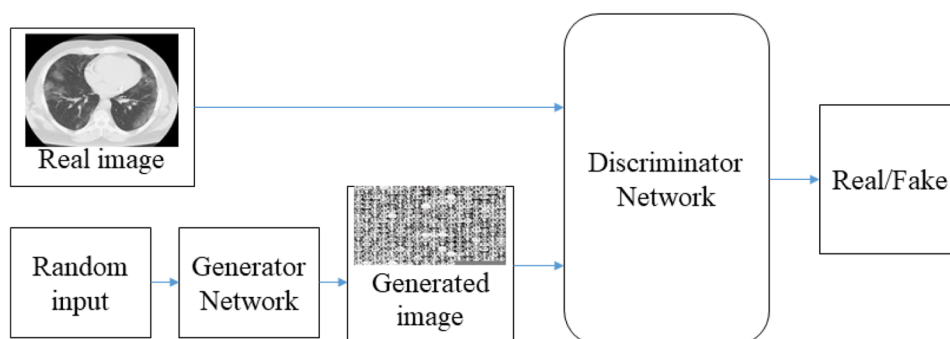 Real image
Random
input
Generator
Network
Generated
image
Discriminator
Network
Real/Fake